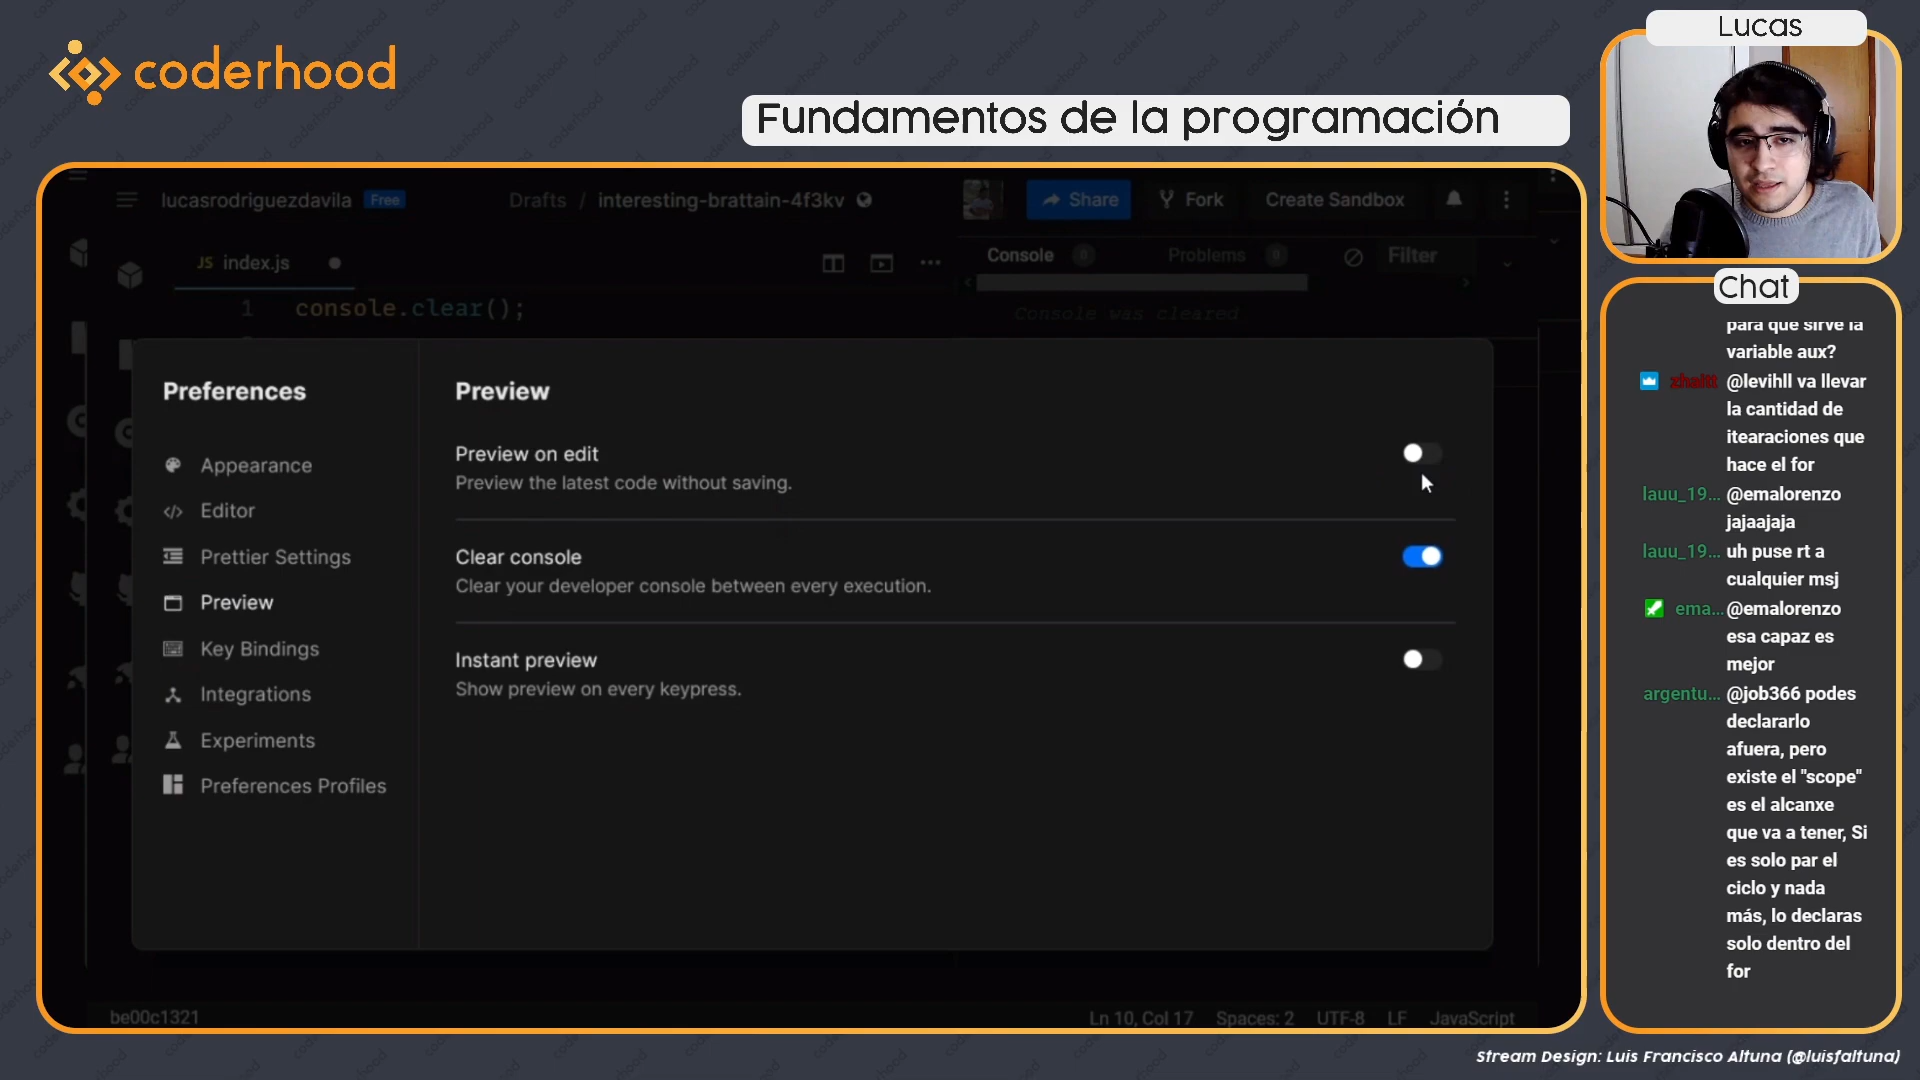 coderhood
Fundamentos de la programación
Lucas
lucasrodriguezdavila Free
Drafts / interesting-brattain-4f3kv
Share
Fork
Create Sandbox
JS index.js
Console 0
Problems 0
Filter
1 console.clear();
Console was cleared
Preferences
Appearance
Editor
Prettier Settings
Preview
Key Bindings
Integrations
Experiments
Preferences Profiles
Preview
Preview on edit
Preview the latest code without saving.
Clear console
Clear your developer console between every execution.
Instant preview
Show preview on every keypress.
be00c1321
Ln 10, Col 17 Spaces: 2 UTF-8 LF JavaScript
Chat
para que sirve la
variable aux?
zhaitt @levihll va llevar
la cantidad de
itearaciones que
hace el for
lauu_19... @emalorenzo
jajaajaja
lauu_19... uh puse rt a
cualquier msj
ema... @emalorenzo
esa capaz es
mejor
argentu... @job366 podes
declararlo
afuera, pero
existe el "scope"
es el alcanxe
que va a tener, Si
es solo par el
ciclo y nada
más, lo declaras
solo dentro del
for
Stream Design: Luis Francisco Altuna (@luisfaltuna)